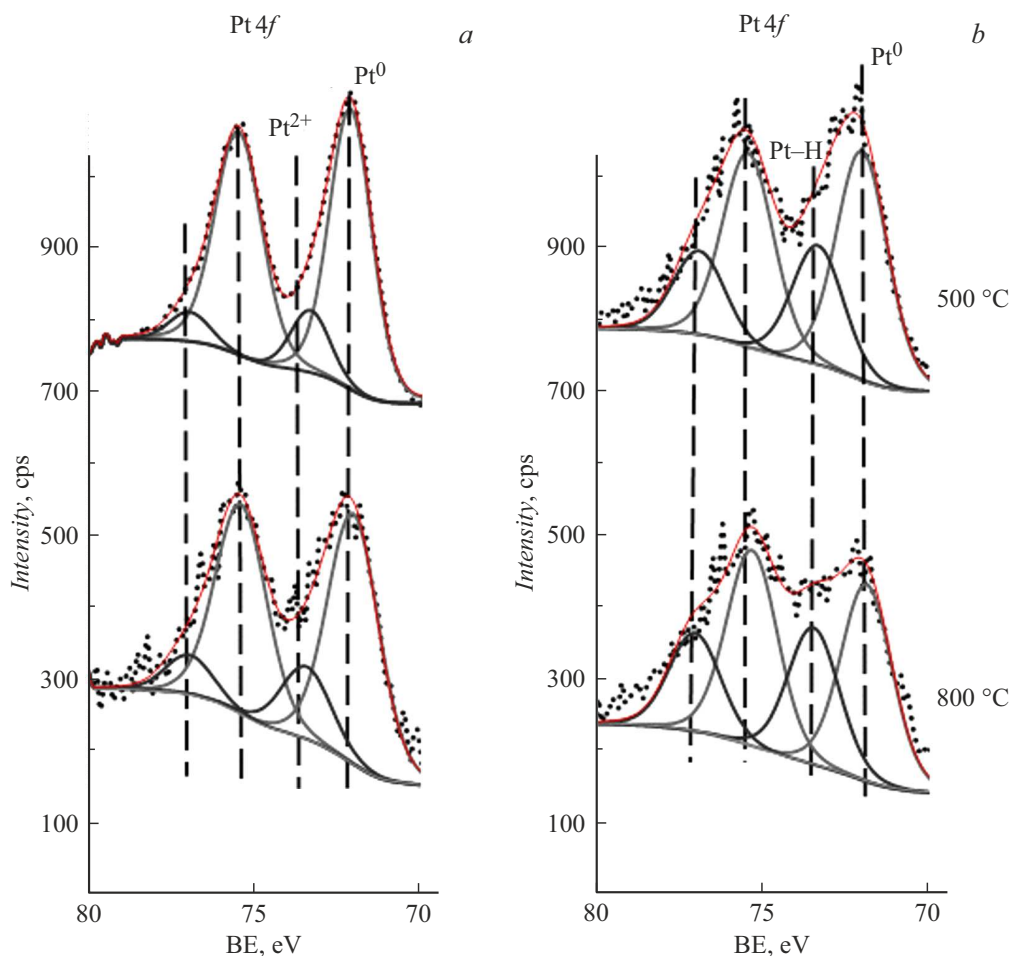 Pt 4f
a
Pt⁰
Pt²⁺
900
700
500
300
100
Intensity, cps
80
75
70
BE, eV
Pt 4f
b
Pt⁰
Pt–H
900
700
500
300
100
Intensity, cps
500 °C
800 °C
80
75
70
BE, eV